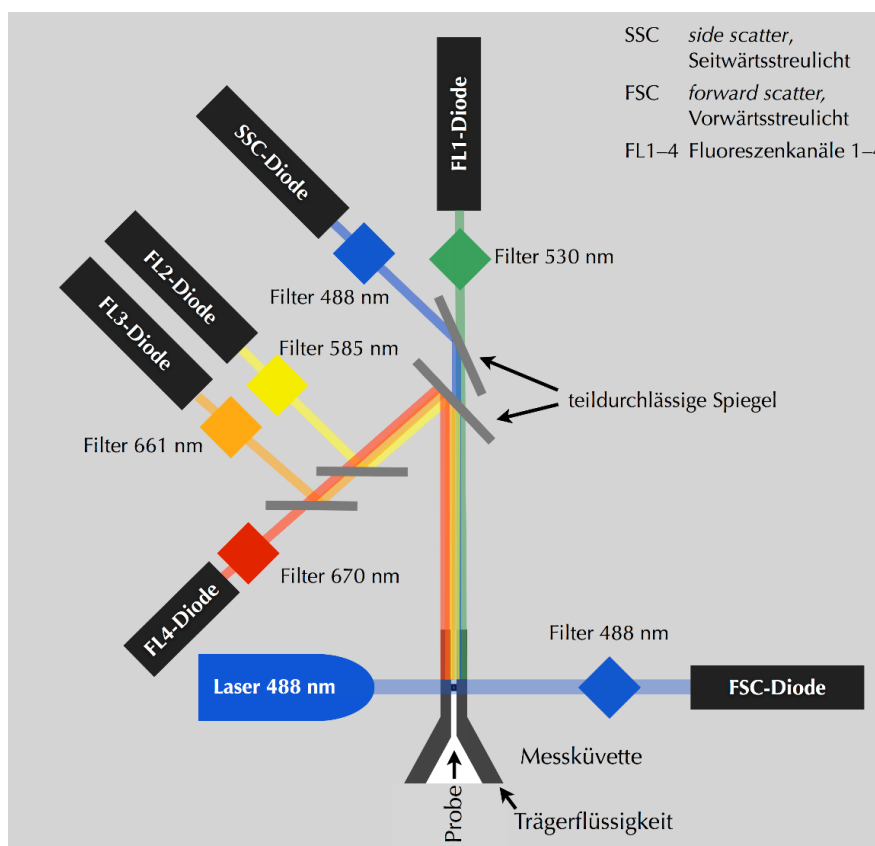 SSC side scatter,
Seitwärtsstreulicht
FSC forward scatter,
Vorwärtsstreulicht
FL1–4 Fluoreszenkanäle 1–4
FL1-Diode
SSC-Diode
Filter 530 nm
FL2-Diode
Filter 488 nm
FL3-Diode
Filter 585 nm
teildurchlässige Spiegel
Filter 661 nm
Filter 670 nm
FL4-Diode
Filter 488 nm
Laser 488 nm
FSC-Diode
Messküvette
Probe
Trägerflüssigkeit